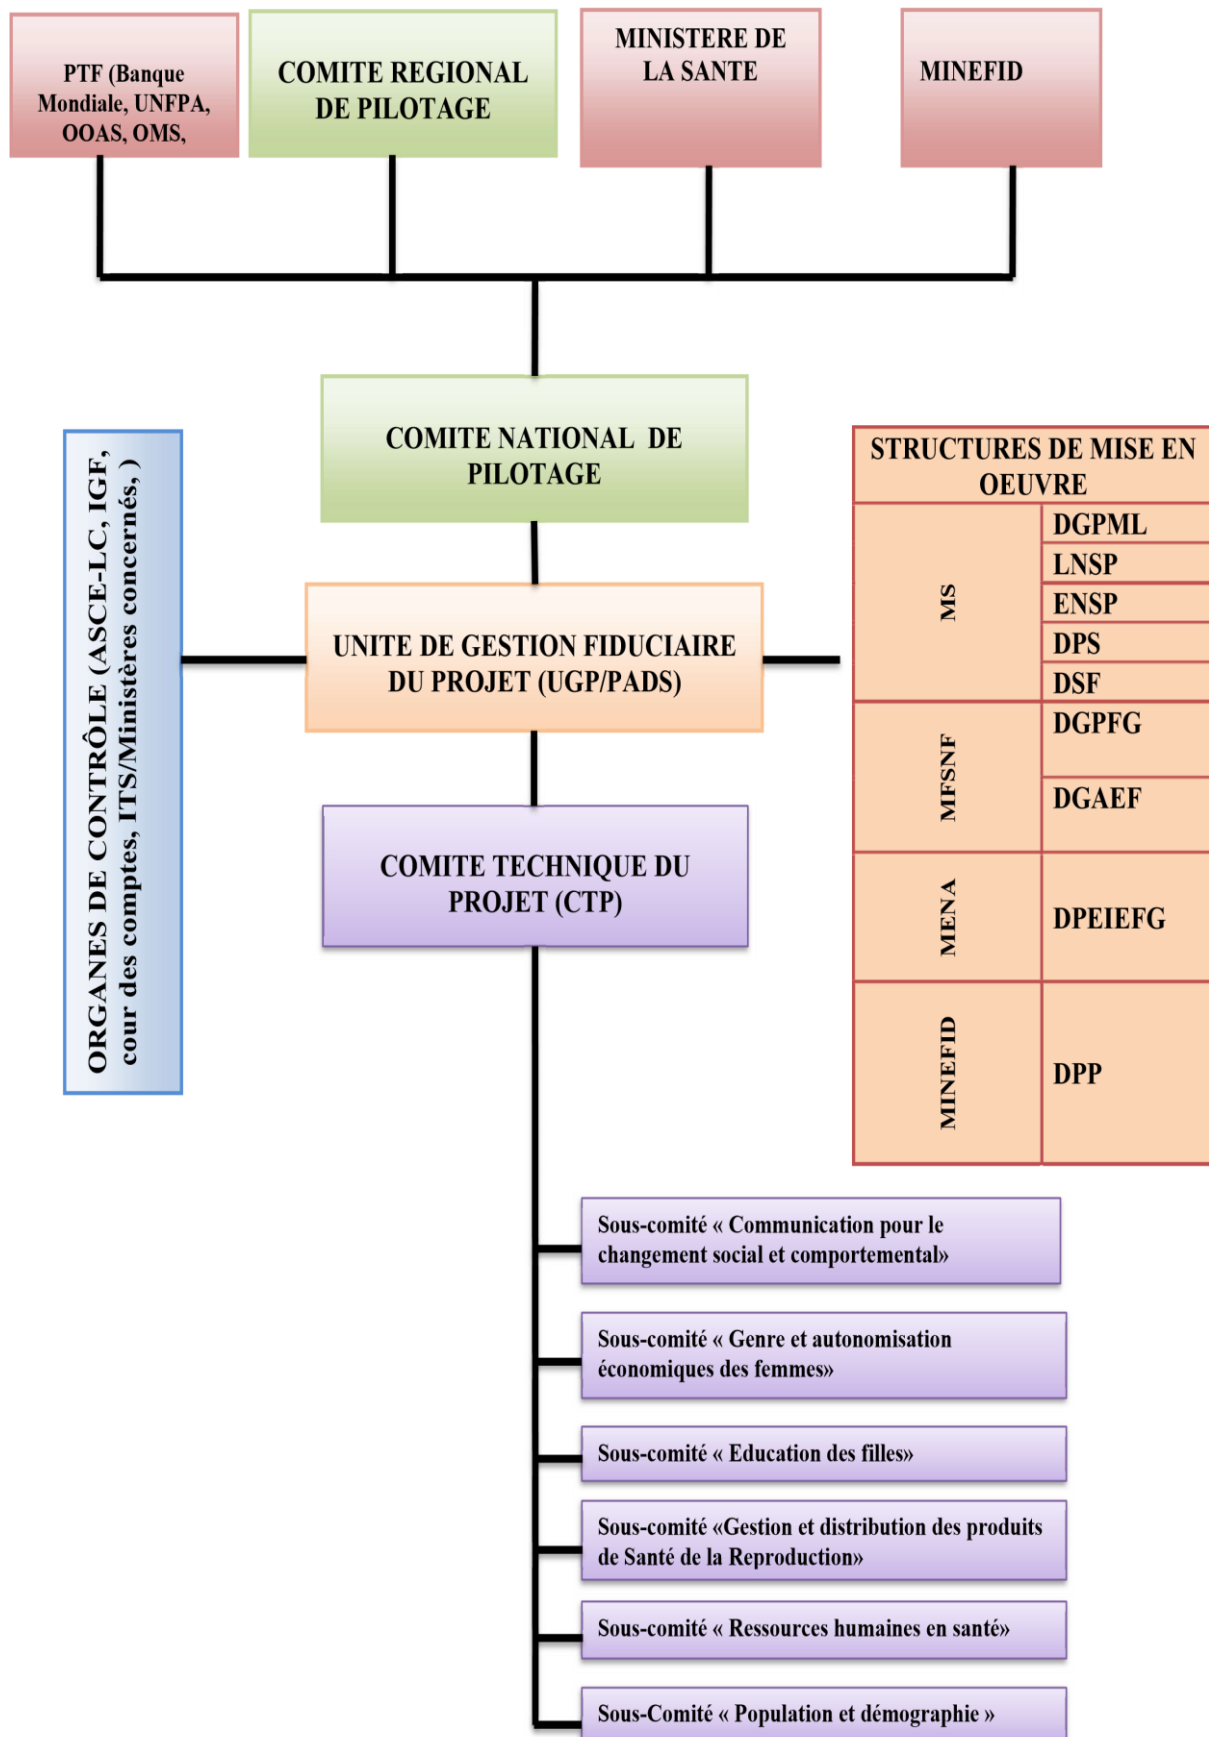 PTF (Banque
Mondiale, UNFPA,
OOAS, OMS,
COMITE REGIONAL
DE PILOTAGE
MINISTERE DE
LA SANTE
MINEFID
COMITE NATIONAL DE
PILOTAGE
ORGANES DE CONTRÔLE (ASCE-LC, IGF,
cour des comptes, ITS/Ministères concernés, )
UNITE DE GESTION FIDUCIAIRE
DU PROJET (UGP/PADS)
STRUCTURES DE MISE EN
OEUVRE
MS
DGPML
LNSP
ENSP
DPS
DSF
MFSNF
DGPFG
DGAEF
MENA
DPEIEFG
MINEFID
DPP
COMITE TECHNIQUE DU
PROJET (CTP)
Sous-comité « Communication pour le
changement social et comportemental»
Sous-comité « Genre et autonomisation
économiques des femmes»
Sous-comité « Education des filles»
Sous-comité «Gestion et distribution des produits
de Santé de la Reproduction»
Sous-comité « Ressources humaines en santé»
Sous-Comité « Population et démographie »